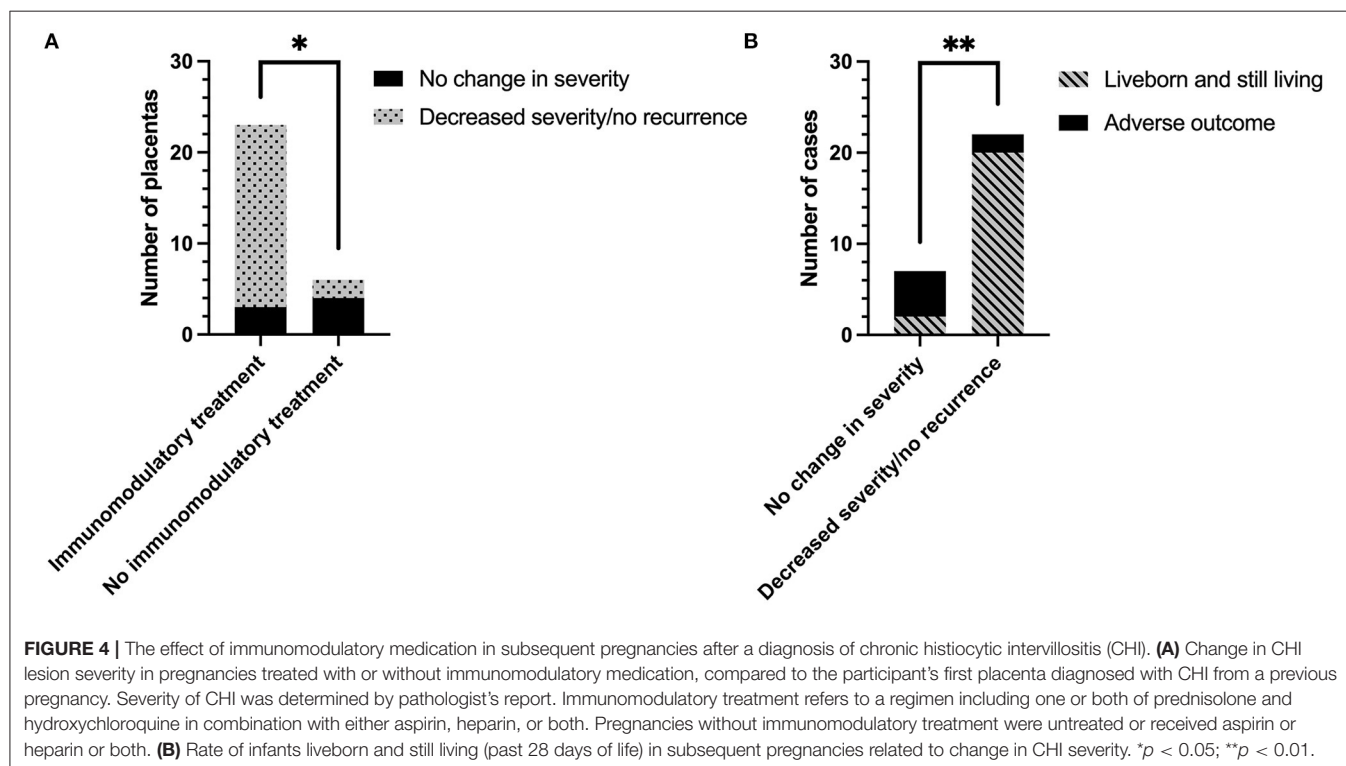 A
B
*
**
30
20
10
0
Number of placentas
No change in severity
Decreased severity/no recurrence
Immunomodulatory treatment
No immunomodulatory treatment
30
20
10
0
Number of cases
Liveborn and still living
Adverse outcome
No change in severity
Decreased severity/no recurrence
FIGURE 4 | The effect of immunomodulatory medication in subsequent pregnancies after a diagnosis of chronic histiocytic intervillositis (CHI). (A) Change in CHI
lesion severity in pregnancies treated with or without immunomodulatory medication, compared to the participant's first placenta diagnosed with CHI from a previous
pregnancy. Severity of CHI was determined by pathologist's report. Immunomodulatory treatment refers to a regimen including one or both of prednisolone and
hydroxychloroquine in combination with either aspirin, heparin, or both. Pregnancies without immunomodulatory treatment were untreated or received aspirin or
heparin or both. (B) Rate of infants liveborn and still living (past 28 days of life) in subsequent pregnancies related to change in CHI severity. *p < 0.05; **p < 0.01.